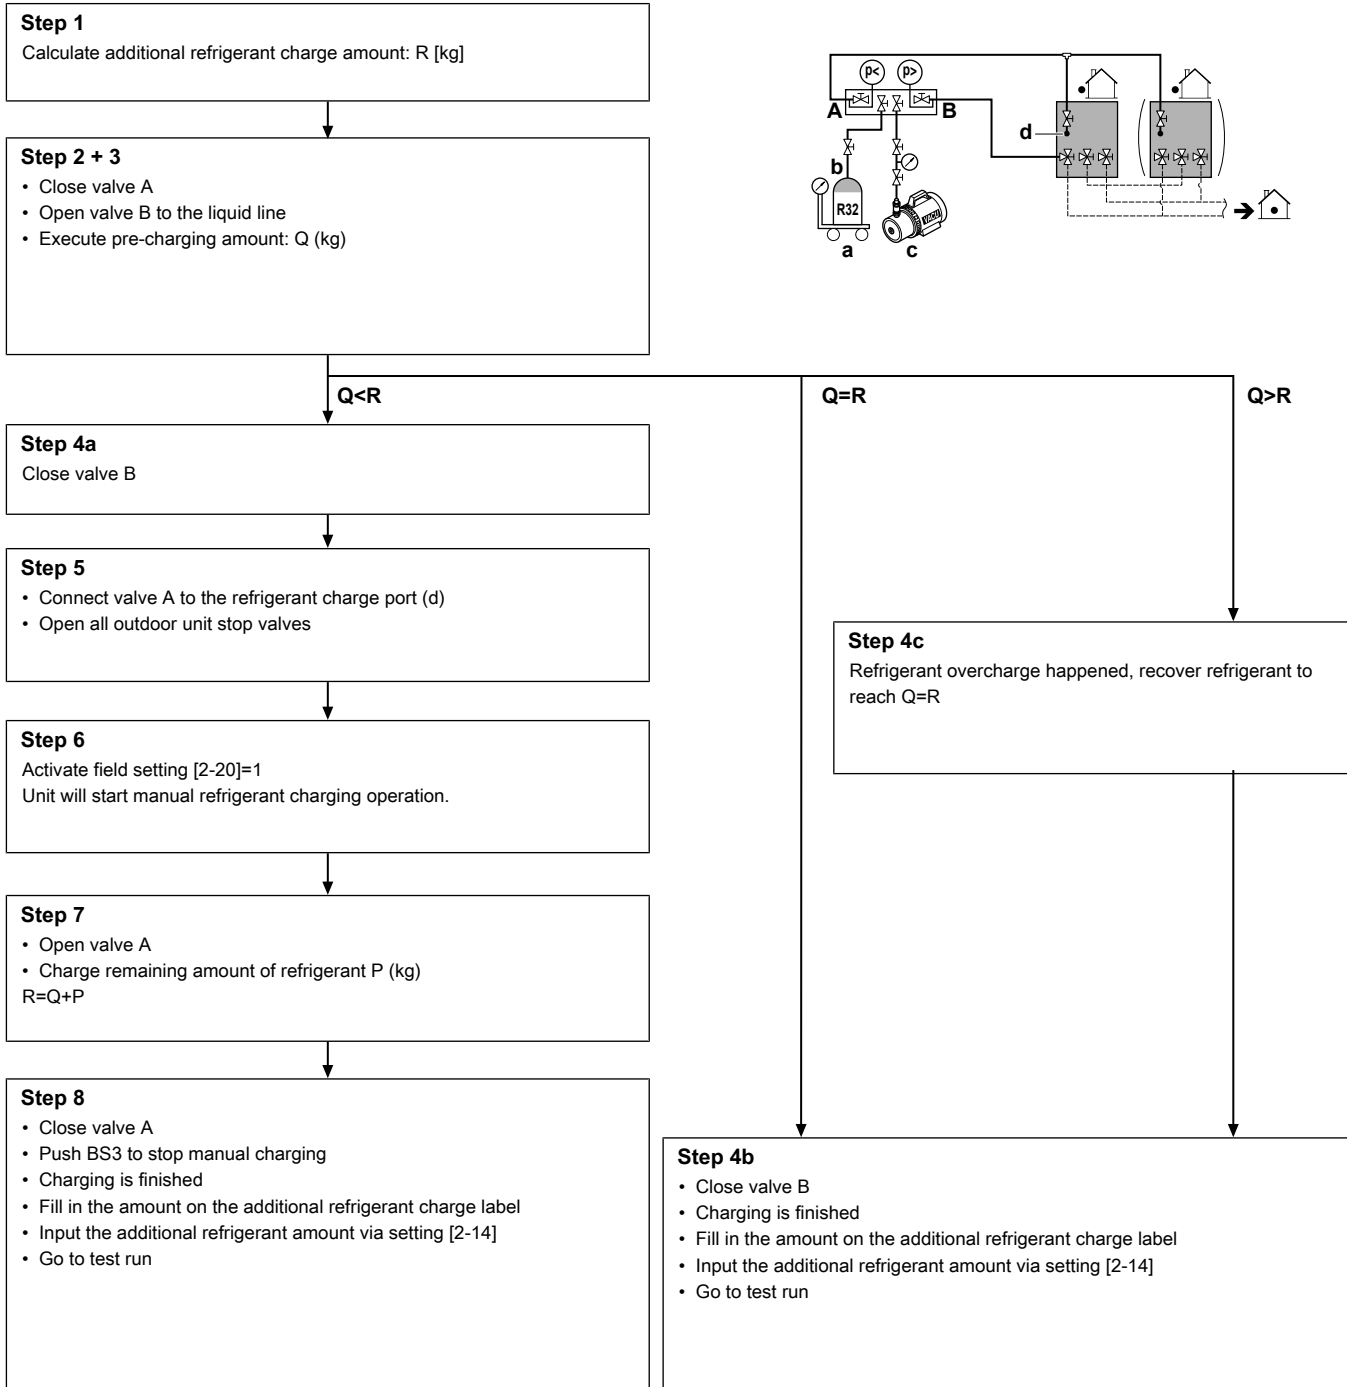 Step 1
Calculate additional refrigerant charge amount: R [kg]
p< p>
A B
d
b
R32
VACU
a c
Step 2 + 3
• Close valve A
• Open valve B to the liquid line
• Execute pre-charging amount: Q (kg)
Q<R Q=R Q>R
Step 4a
Close valve B
Step 5
• Connect valve A to the refrigerant charge port (d)
• Open all outdoor unit stop valves
Step 4c
Refrigerant overcharge happened, recover refrigerant to
reach Q=R
Step 6
Activate field setting [2-20]=1
Unit will start manual refrigerant charging operation.
Step 7
• Open valve A
• Charge remaining amount of refrigerant P (kg)
R=Q+P
Step 8
• Close valve A
• Push BS3 to stop manual charging
• Charging is finished
• Fill in the amount on the additional refrigerant charge label
• Input the additional refrigerant amount via setting [2-14]
• Go to test run
Step 4b
• Close valve B
• Charging is finished
• Fill in the amount on the additional refrigerant charge label
• Input the additional refrigerant amount via setting [2-14]
• Go to test run